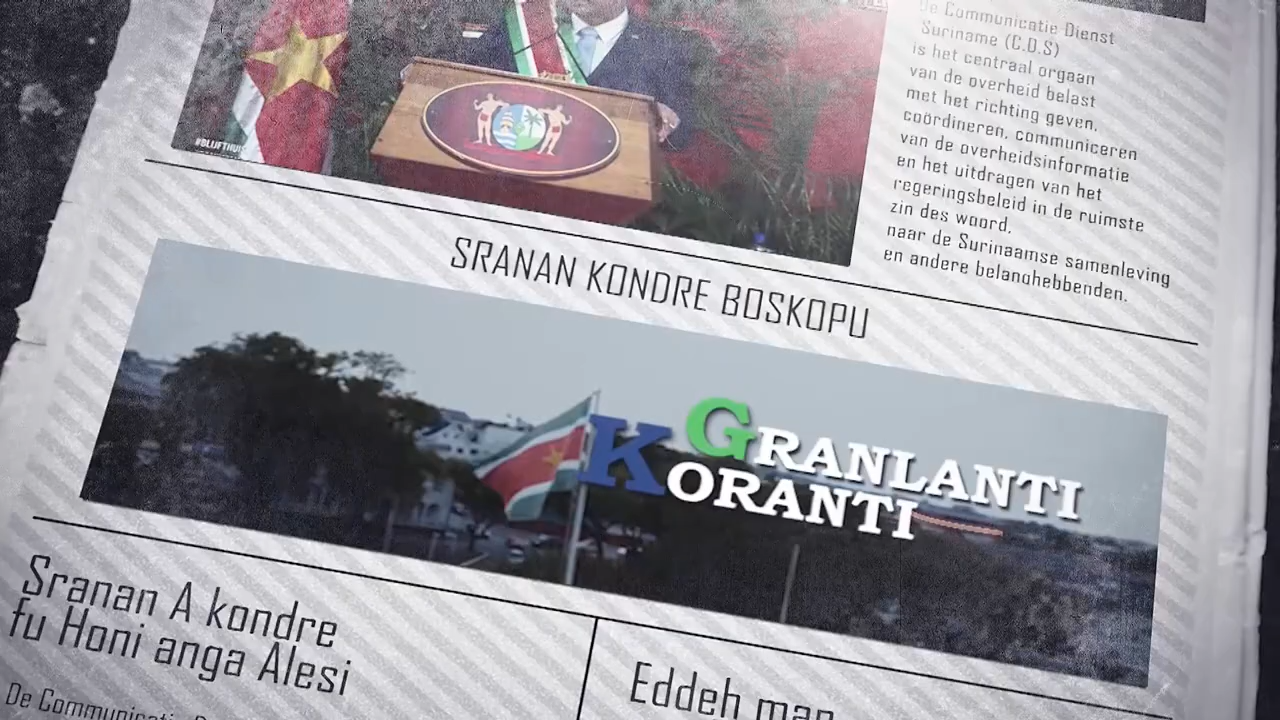 De Communicatie Dienst
Suriname (C.D.S)
is het centraal orgaan
van de overheid belast
met het richting geven,
coördineren, communiceren
van de overheidsinformatie
en het uitdragen van het
regeringsbeleid in de ruimste
zin des woord,
naar de Surinaamse samenleving
en andere belanghebbenden.
SRANAN KONDRE BOSKOPU
GRANLANTI
KORANTI
Sranan A kondre
fu Honi anga Alesi
De
Eddeh man